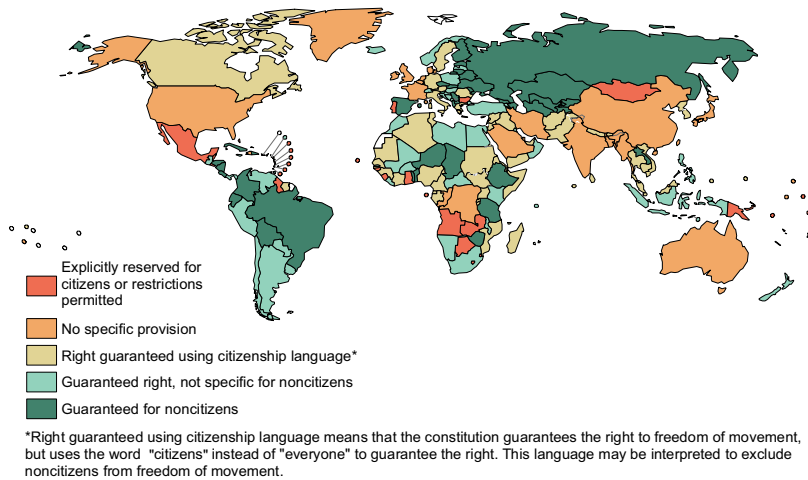 Explicitly reserved for
citizens or restrictions
permitted
No specific provision
Right guaranteed using citizenship language*
Guaranteed right, not specific for noncitizens
Guaranteed for noncitizens
*Right guaranteed using citizenship language means that the constitution guarantees the right to freedom of movement,
but uses the word "citizens" instead of "everyone" to guarantee the right. This language may be interpreted to exclude
noncitizens from freedom of movement.